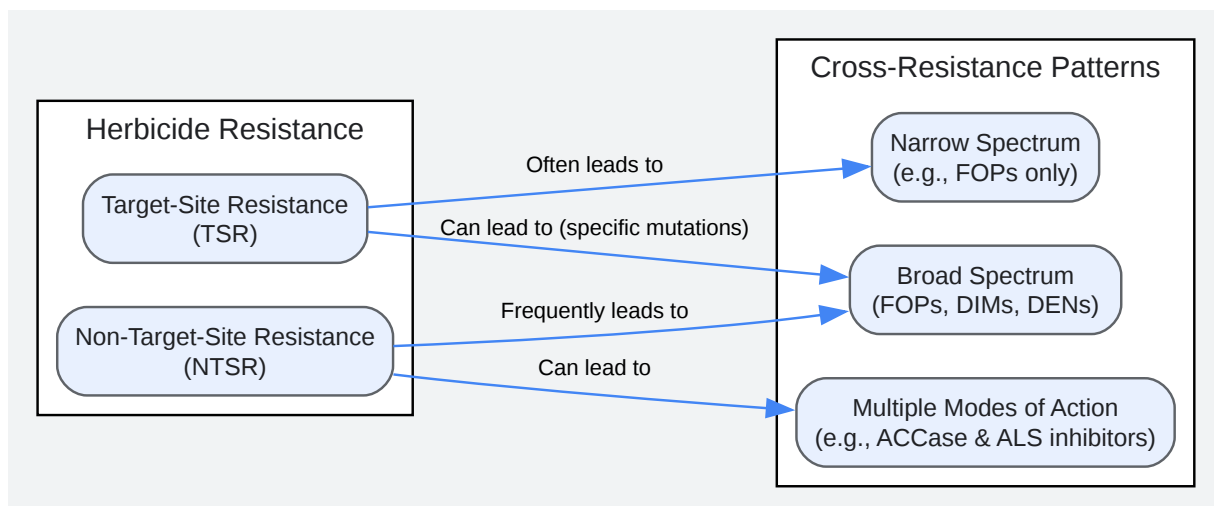 Herbicide Resistance
Target-Site Resistance
(TSR)
Non-Target-Site Resistance
(NTSR)
Often leads to
Can lead to (specific mutations)
Frequently leads to
Can lead to
Cross-Resistance Patterns
Narrow Spectrum
(e.g., FOPs only)
Broad Spectrum
(FOPs, DIMs, DENs)
Multiple Modes of Action
(e.g., ACCase & ALS inhibitors)